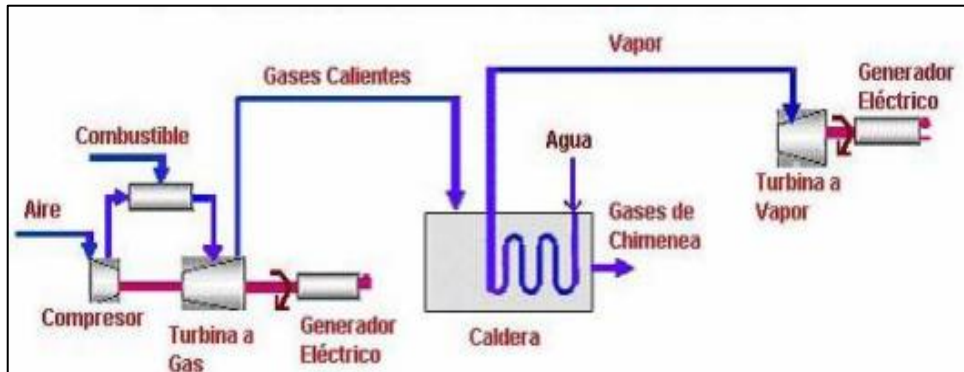 Vapor
Generador
Eléctrico
Gases Calientes
Combustible
Agua
Turbina a
Vapor
Aire
Gases de
Chimenea
Compresor
Turbina a
Gas
Generador
Eléctrico
Caldera